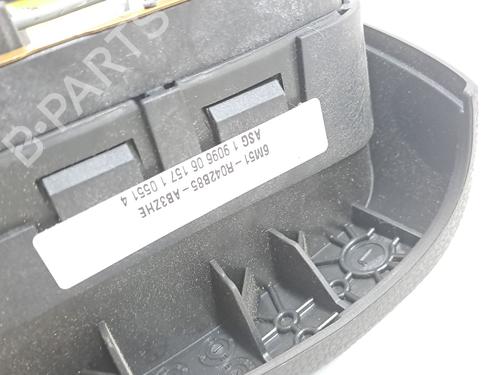 B-PARTS
6M51-R042B85-AB3ZHE
ASG 1 9096 06 157 1 0551 4